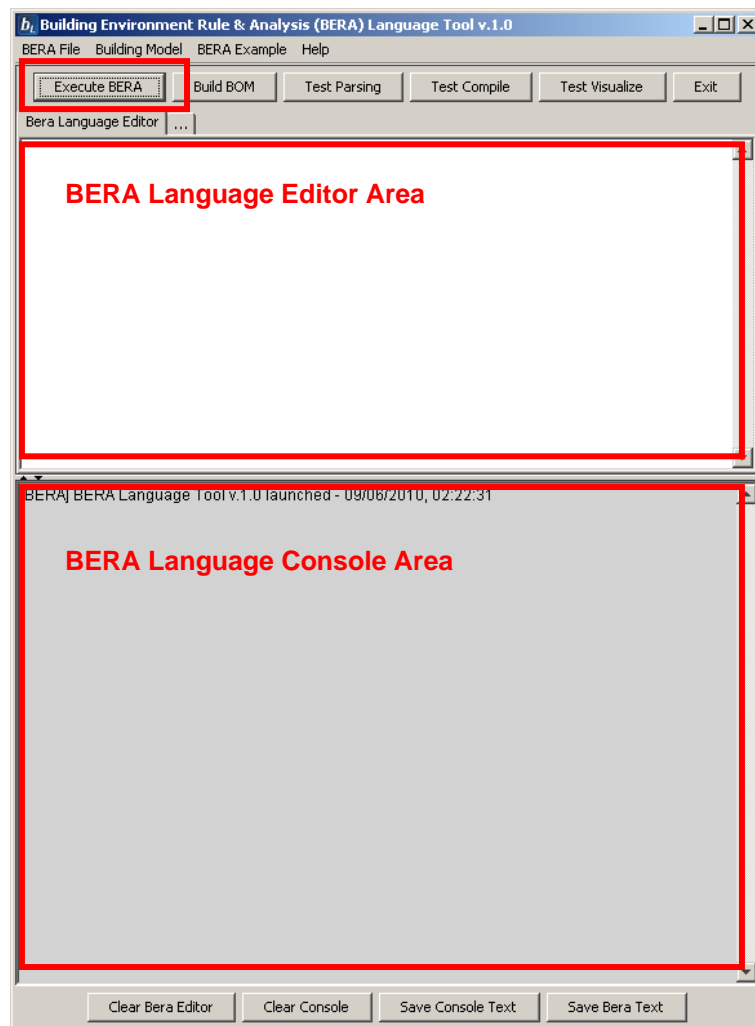 bL Building Environment Rule & Analysis (BERA) Language Tool v.1.0
BERA File Building Model BERA Example Help
Execute BERA Build BOM Test Parsing Test Compile Test Visualize Exit
Bera Language Editor ...
BERA Language Editor Area
BERA] BERA Language Tool v.1.0 launched - 09/06/2010, 02:22:31
BERA Language Console Area
Clear Bera Editor Clear Console Save Console Text Save Bera Text